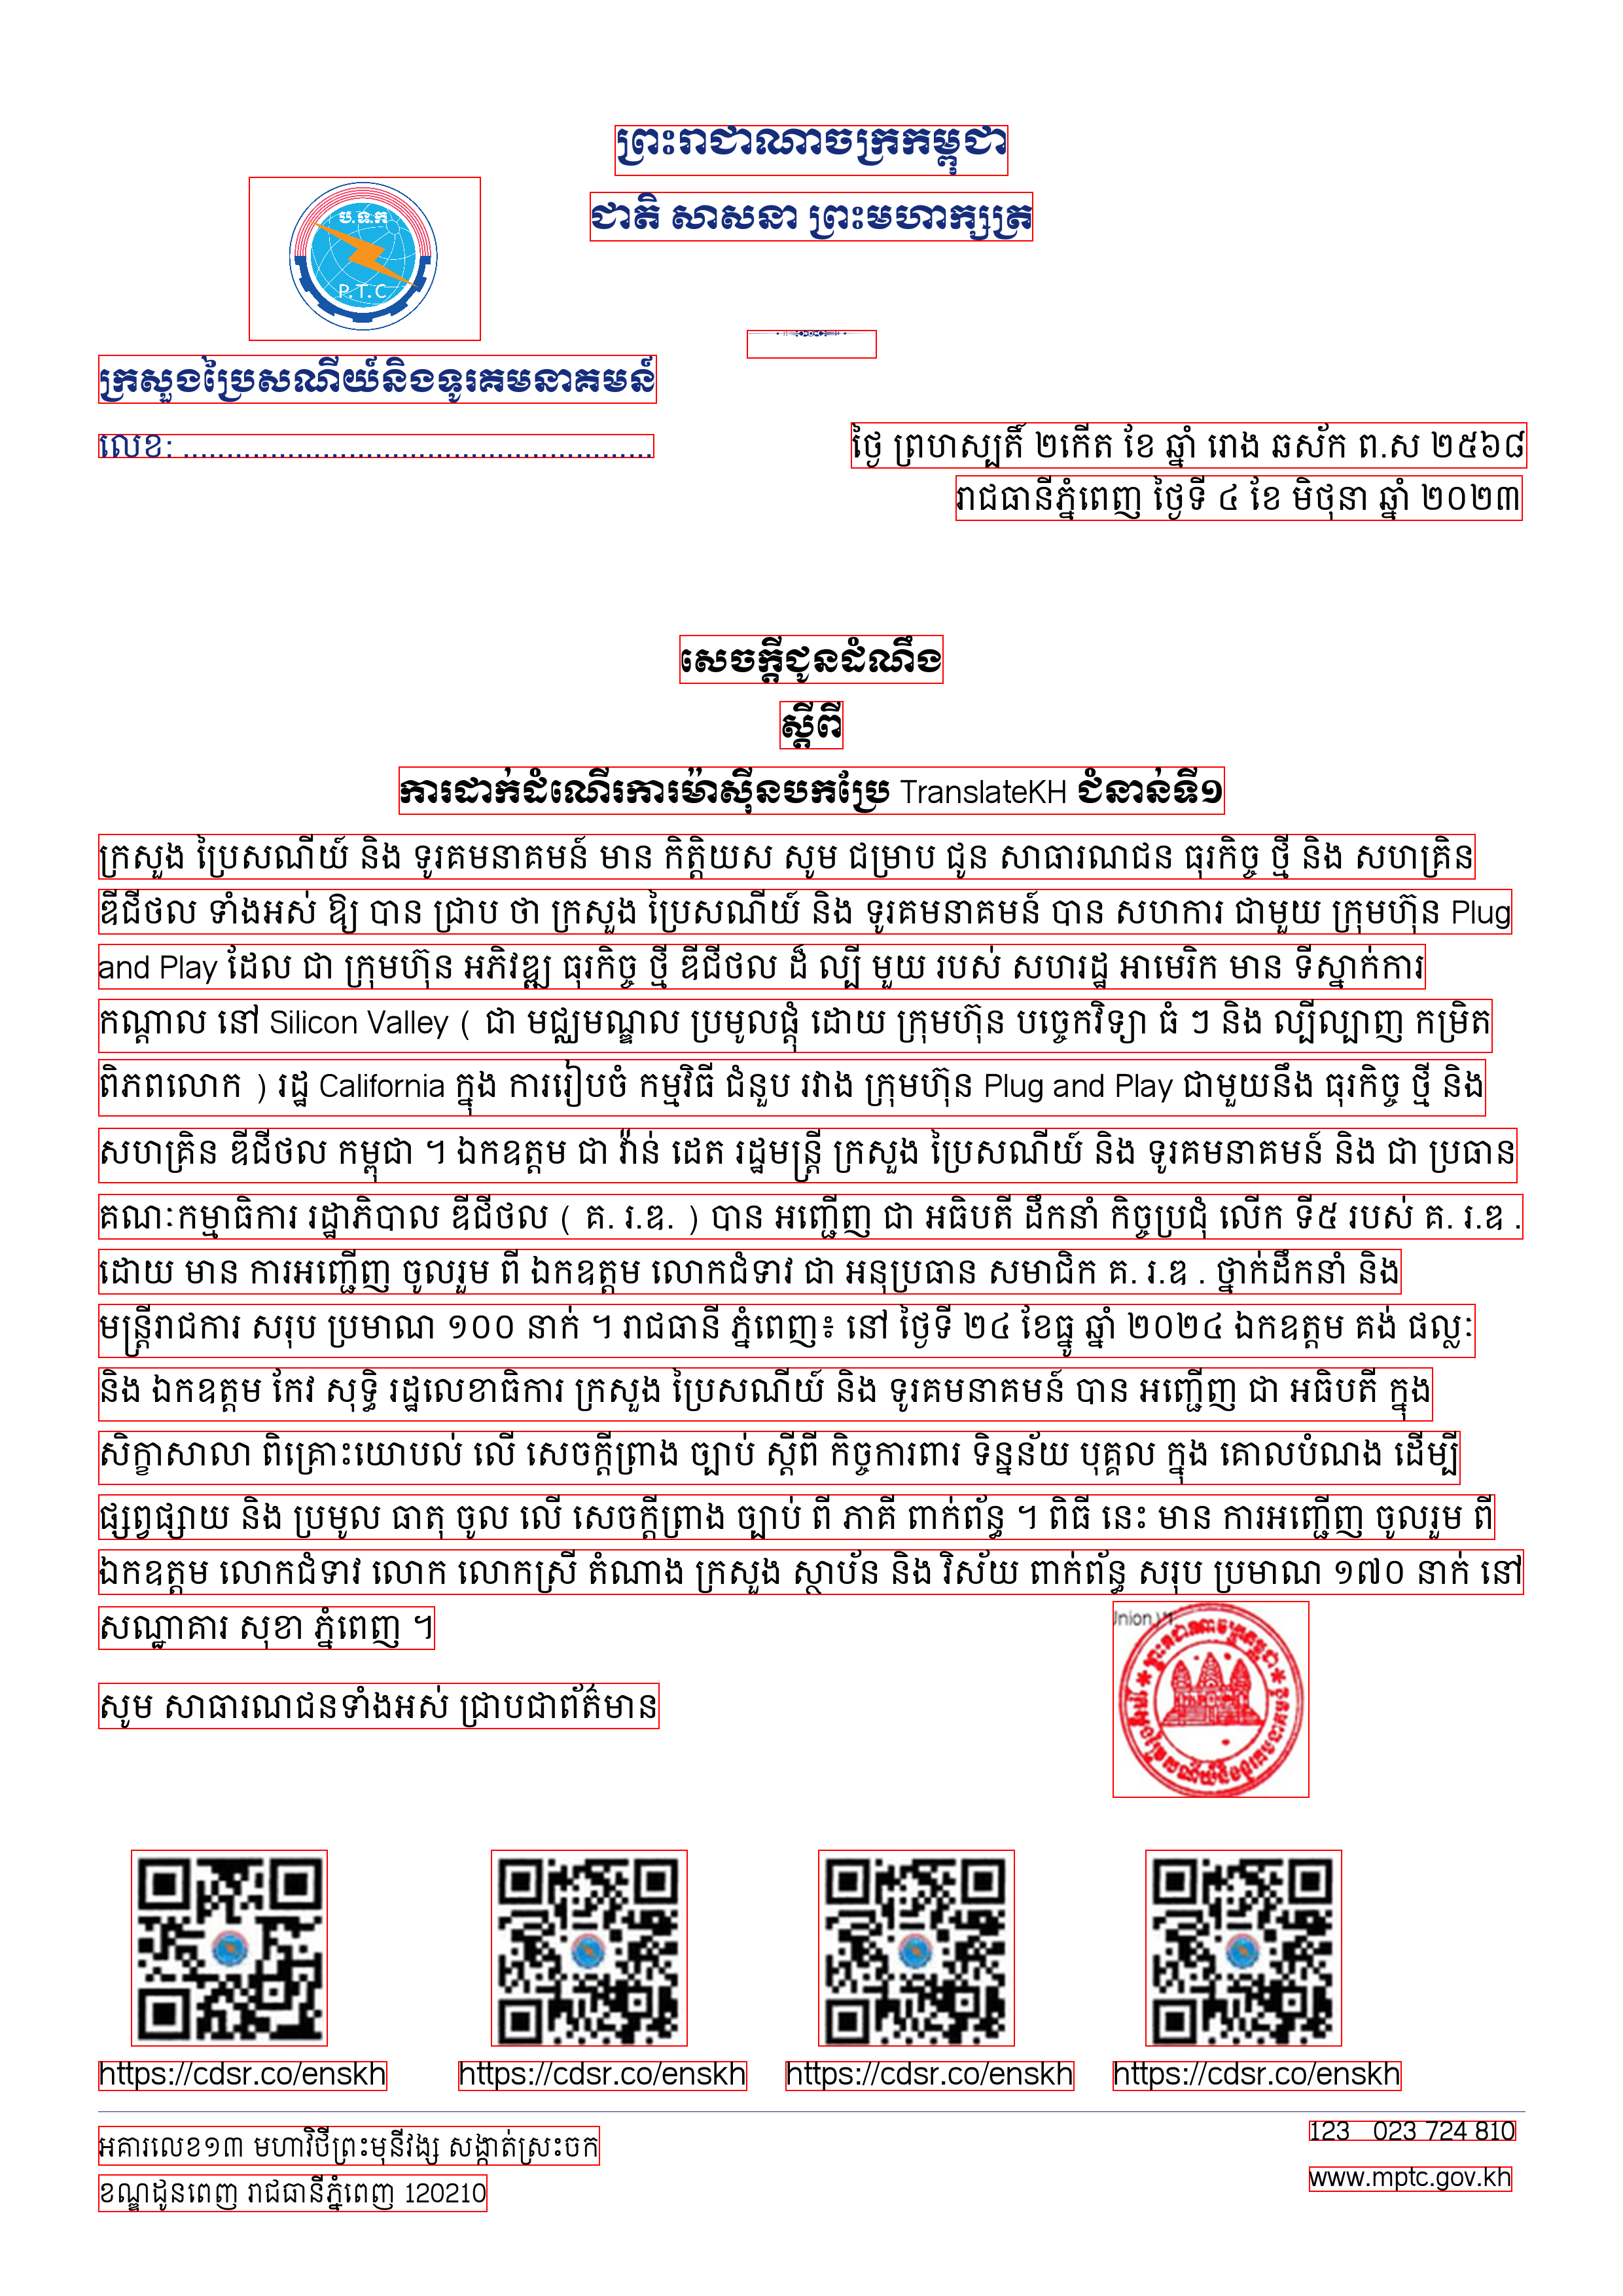 ព្រះរាជាណាចក្រកម្ពុជា
ជាតិ សាសនា ព្រះមហាក្សត្រ
ប.ទ.ក
P.T.C
ក្រសួងប្រៃសណីយ៍និងទូរគមនាគមន៍
លេខ: ......................................................
ថ្ងៃ ព្រហស្បតិ៍ ២កើត ខែ ឆ្នាំ រោង ឆស័ក ព.ស ២៥៦៨
រាជធានីភ្នំពេញ ថ្ងៃទី ៤ ខែ មិថុនា ឆ្នាំ ២០២៣
សេចក្តីជូនដំណឹង
ស្តីពី
ការដាក់ដំណើរការម៉ាស៊ីនបកប្រែ TranslateKH ជំនាន់ទី១
ក្រសួង ប្រៃសណីយ៍ និង ទូរគមនាគមន៍ មាន កិត្តិយស សូម ជម្រាប ជូន សាធារណជន ធុរកិច្ច ថ្មី និង សហគ្រិន
ឌីជីថល ទាំងអស់ ឱ្យ បាន ជ្រាប ថា ក្រសួង ប្រៃសណីយ៍ និង ទូរគមនាគមន៍ បាន សហការ ជាមួយ ក្រុមហ៊ុន Plug
and Play ដែល ជា ក្រុមហ៊ុន អភិវឌ្ឍ ធុរកិច្ច ថ្មី ឌីជីថល ដ៏ ល្បី មួយ របស់ សហរដ្ឋ អាមេរិក មាន ទីស្នាក់ការ
កណ្តាល នៅ Silicon Valley ( ជា មជ្ឈមណ្ឌល ប្រមូលផ្តុំ ដោយ ក្រុមហ៊ុន បច្ចេកវិទ្យា ធំ ៗ និង ល្បីល្បាញ កម្រិត
ពិភពលោក ) រដ្ឋ California ក្នុង ការរៀបចំ កម្មវិធី ជំនួប រវាង ក្រុមហ៊ុន Plug and Play ជាមួយនឹង ធុរកិច្ច ថ្មី និង
សហគ្រិន ឌីជីថល កម្ពុជា ។ ឯកឧត្តម ជា វ៉ាន់ ដេត រដ្ឋមន្ត្រី ក្រសួង ប្រៃសណីយ៍ និង ទូរគមនាគមន៍ និង ជា ប្រធាន
គណៈកម្មាធិការ រដ្ឋាភិបាល ឌីជីថល ( គ. រ.ឌ. ) បាន អញ្ជើញ ជា អធិបតី ដឹកនាំ កិច្ចប្រជុំ លើក ទី៥ របស់ គ. រ.ឌ .
ដោយ មាន ការអញ្ជើញ ចូលរួម ពី ឯកឧត្តម លោកជំទាវ ជា អនុប្រធាន សមាជិក គ. រ.ឌ . ថ្នាក់ដឹកនាំ និង
មន្ត្រីរាជការ សរុប ប្រមាណ ១០០ នាក់ ។ រាជធានី ភ្នំពេញ៖ នៅ ថ្ងៃទី ២៤ ខែធ្នូ ឆ្នាំ ២០២៤ ឯកឧត្តម គង់ ផល្លៈ
និង ឯកឧត្តម កែវ សុទ្ធិ រដ្ឋលេខាធិការ ក្រសួង ប្រៃសណីយ៍ និង ទូរគមនាគមន៍ បាន អញ្ជើញ ជា អធិបតី ក្នុង
សិក្ខាសាលា ពិគ្រោះយោបល់ លើ សេចក្តីព្រាង ច្បាប់ ស្តីពី កិច្ចការពារ ទិន្នន័យ បុគ្គល ក្នុង គោលបំណង ដើម្បី
ផ្សព្វផ្សាយ និង ប្រមូល ធាតុ ចូល លើ សេចក្តីព្រាង ច្បាប់ ពី ភាគី ពាក់ព័ន្ធ ។ ពិធី នេះ មាន ការអញ្ជើញ ចូលរួម ពី
ឯកឧត្តម លោកជំទាវ លោក លោកស្រី តំណាង ក្រសួង ស្ថាប័ន និង វិស័យ ពាក់ព័ន្ធ សរុប ប្រមាណ ១៧០ នាក់ នៅ
សណ្ឋាគារ សុខា ភ្នំពេញ ។
សូម សាធារណជនទាំងអស់ ជ្រាបជាព័ត៌មាន
ព្រះរាជាណាចក្រកម្ពុជា
ក្រសួងប្រៃសណីយ៍និងទូរគមនាគមន៍
https://cdsr.co/enskh https://cdsr.co/enskh https://cdsr.co/enskh https://cdsr.co/enskh
អគារលេខ១៣ មហាវិថីព្រះមុនីវង្ស សង្កាត់ស្រះចក
ខណ្ឌដូនពេញ រាជធានីភ្នំពេញ 120210
123 023 724 810
www.mptc.gov.kh